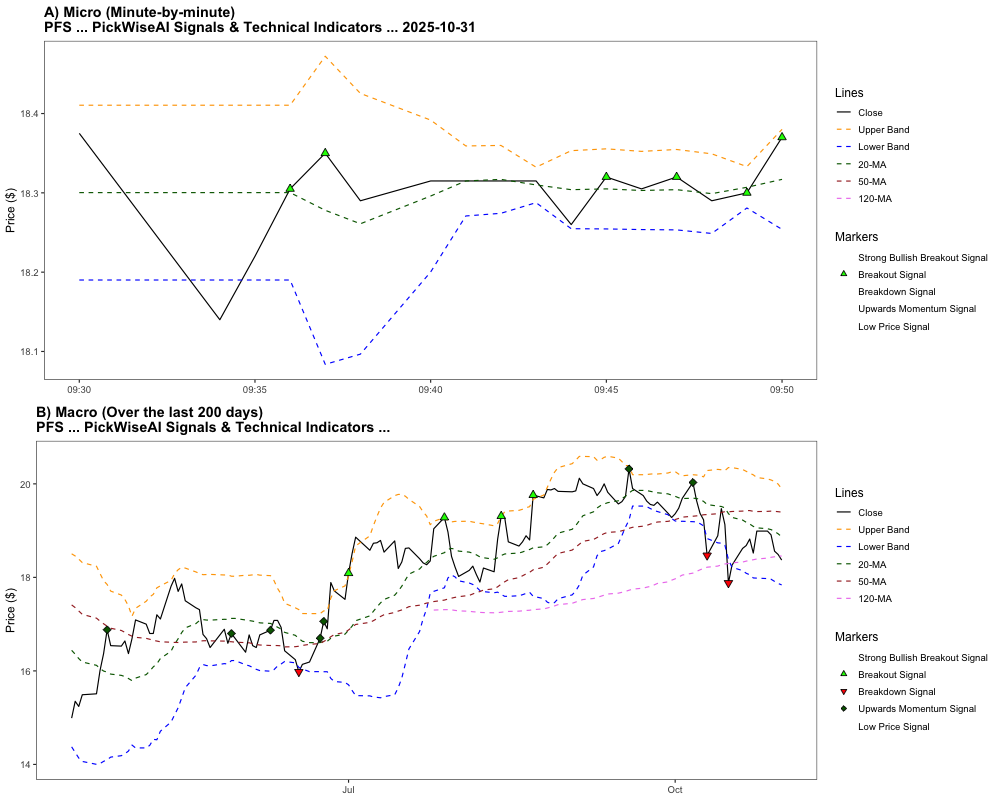 A) Micro (Minute-by-minute)
PFS ... PickWiseAI Signals & Technical Indicators ... 2025-10-31
Price ($)
18.4
18.3
18.2
18.1
09:30
09:35
09:40
09:45
09:50
Lines
Close
Upper Band
Lower Band
20-MA
50-MA
120-MA
Markers
Strong Bullish Breakout Signal
Breakout Signal
Breakdown Signal
Upwards Momentum Signal
Low Price Signal
B) Macro (Over the last 200 days)
PFS ... PickWiseAI Signals & Technical Indicators ...
Price ($)
20
18
16
14
Jul
Oct
Lines
Close
Upper Band
Lower Band
20-MA
50-MA
120-MA
Markers
Strong Bullish Breakout Signal
Breakout Signal
Breakdown Signal
Upwards Momentum Signal
Low Price Signal